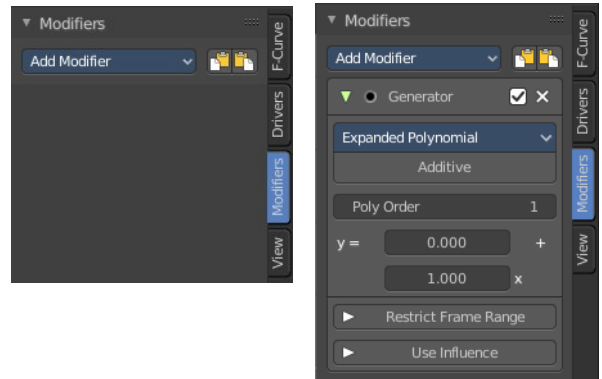 Modifiers
Add Modifier
F-Curve
Drivers
Modifiers
View
Modifiers
Add Modifier
Generator
Expanded Polynomial
Additive
Poly Order 1
y = 0.000 +
1.000 x
Restrict Frame Range
Use Influence
F-Curve
Drivers
Modifiers
View